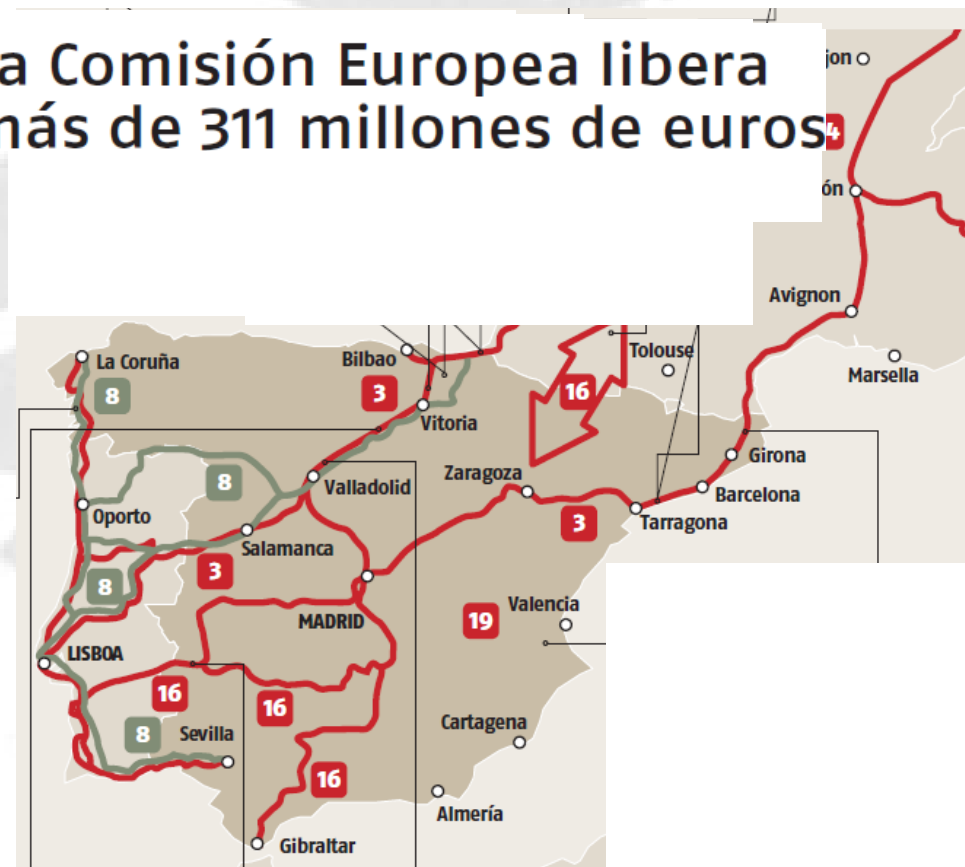 a Comisión Europea libera
más de 311 millones de euros
jon
4
ón
Avignon
La Coruña
Bilbao
Tolouse
Marsella
8
3
16
Vitoria
Girona
8
Valladolid
Zaragoza
Barcelona
Oporto
3
Tarragona
Salamanca
8
3
MADRID
19
Valencia
LISBOA
16
16
8
Sevilla
Cartagena
16
Almería
Gibraltar